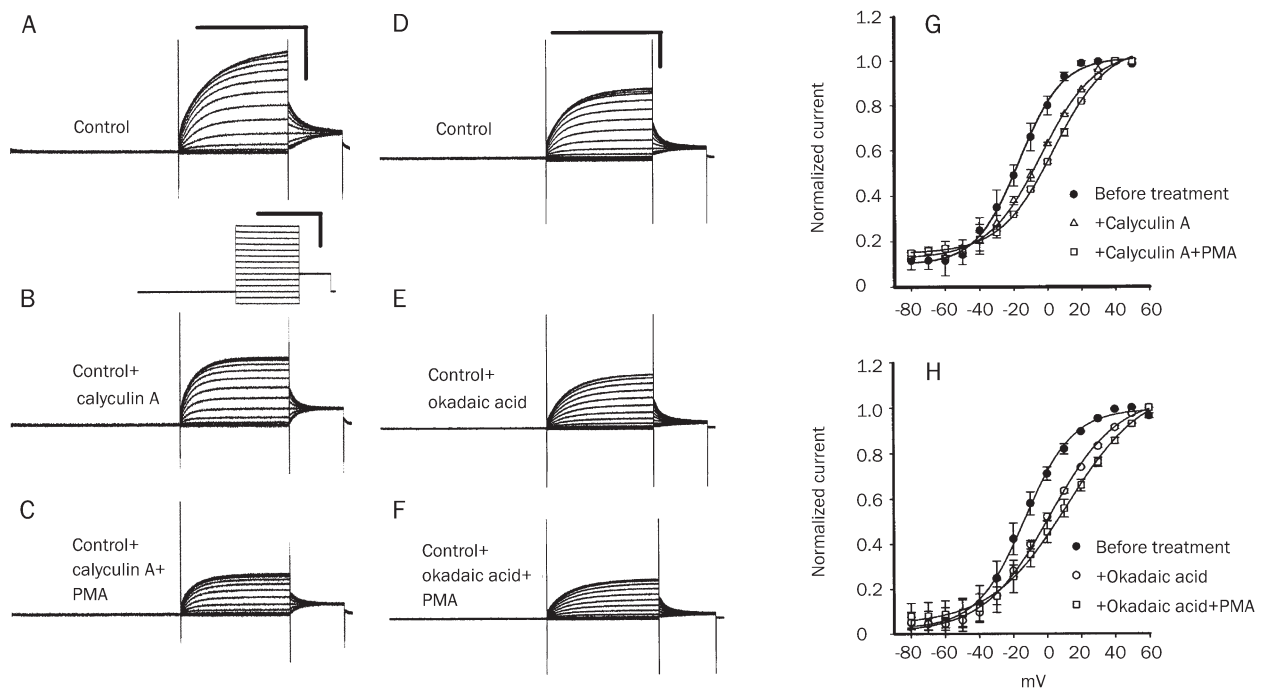 A
Control
B
Control+
calyculin A
C
Control+
calyculin A+
PMA
D
Control
E
Control+
okadaic acid
F
Control+
okadaic acid+
PMA
G
Normalized current
1.2
1.0
0.8
0.6
0.4
0.2
0
-80 -60 -40 -20 0 20 40 60
Before treatment
+Calyculin A
+Calyculin A+PMA
H
Normalized current
1.2
1.0
0.8
0.6
0.4
0.2
0
-80 -60 -40 -20 0 20 40 60
mV
Before treatment
+Okadaic acid
+Okadaic acid+PMA